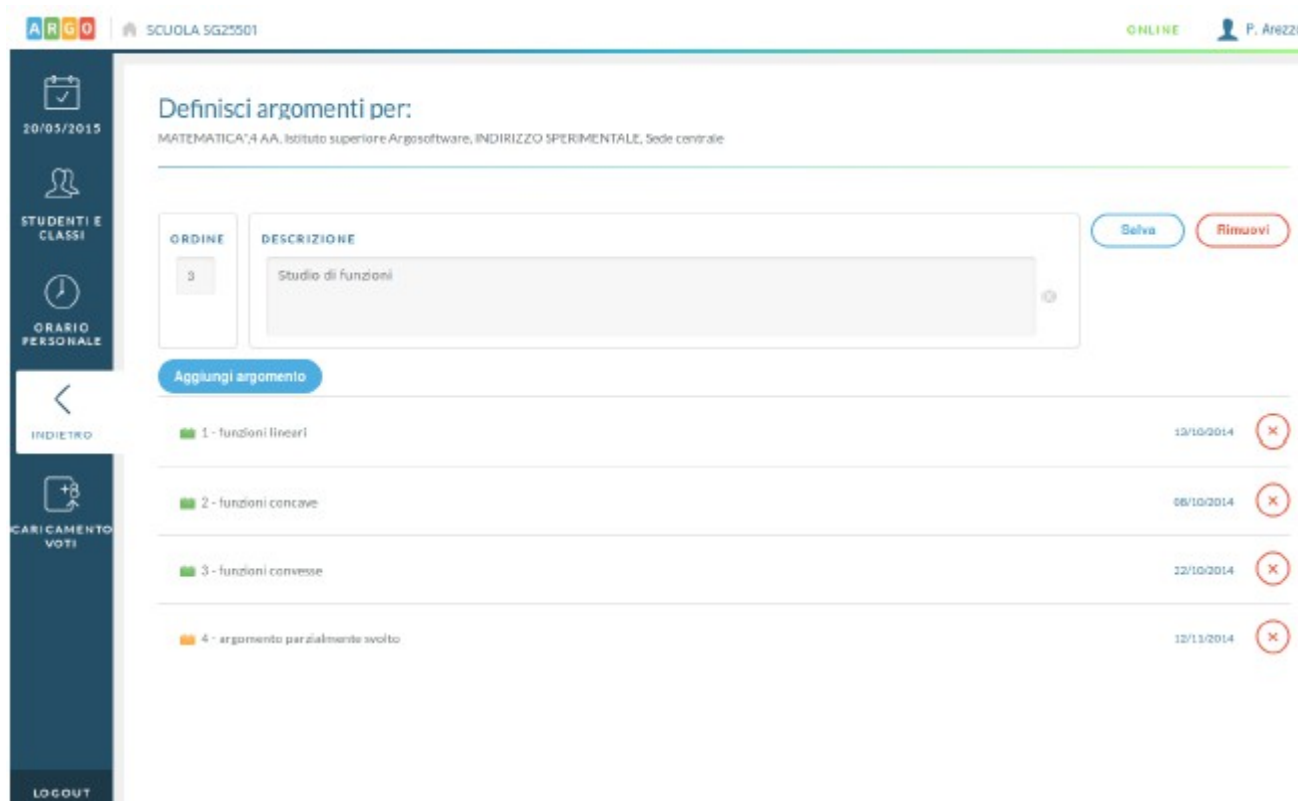 ARGO SCUOLA SG25501 ONLINE P. Arezzo
20/05/2015
STUDENTI E
CLASSI
ORARIO
PERSONALE
INDIETRO
CARICAMENTO
VOTI
LOGOUT
Definisci argomenti per:
MATEMATICA*,4 AA, Istituto superiore Argosoftware, INDIRIZZO SPERIMENTALE, Sede centrale
ORDINE DESCRIZIONE Salva Rimuovi
3 Studio di funzioni
Aggiungi argomento
1 - funzioni lineari 13/10/2014
2 - funzioni concave 08/10/2014
3 - funzioni convesse 22/10/2014
4 - argomento parzialmente svolto 12/11/2014